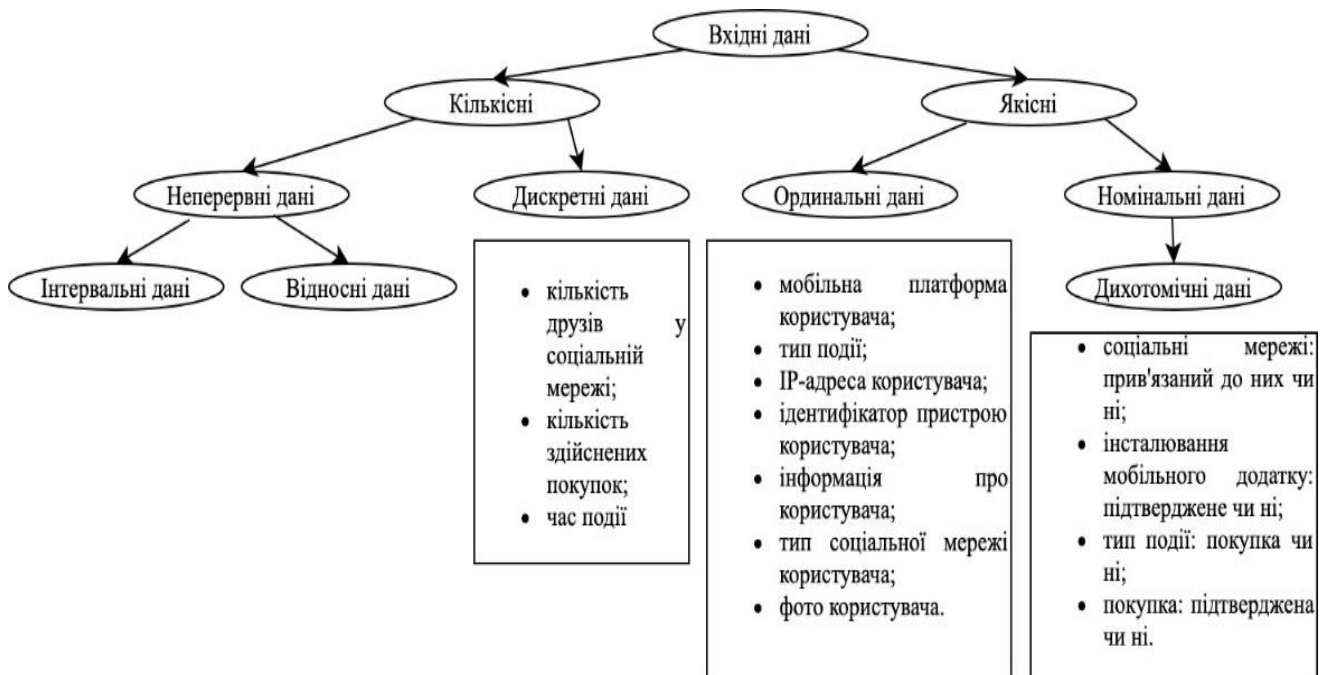 Вхідні дані
Кількісні
Якісні
Неперервні дані
Дискретні дані
Ординальні дані
Номінальні дані
Інтервальні дані
Відносні дані
Дихотомічні дані
• кількість
друзів у
соціальній
мережі;
• кількість
здійснених
покупок;
• час події
• мобільна платформа
користувача;
• тип події;
• IP-адреса користувача;
• ідентифікатор пристрою
користувача;
• інформація про
користувача;
• тип соціальної мережі
користувача;
• фото користувача.
• соціальні мережі:
прив'язаний до них чи
ні;
• інсталювання
мобільного додатку:
підтверджене чи ні;
• тип події: покупка чи
ні;
• покупка: підтверджена
чи ні.